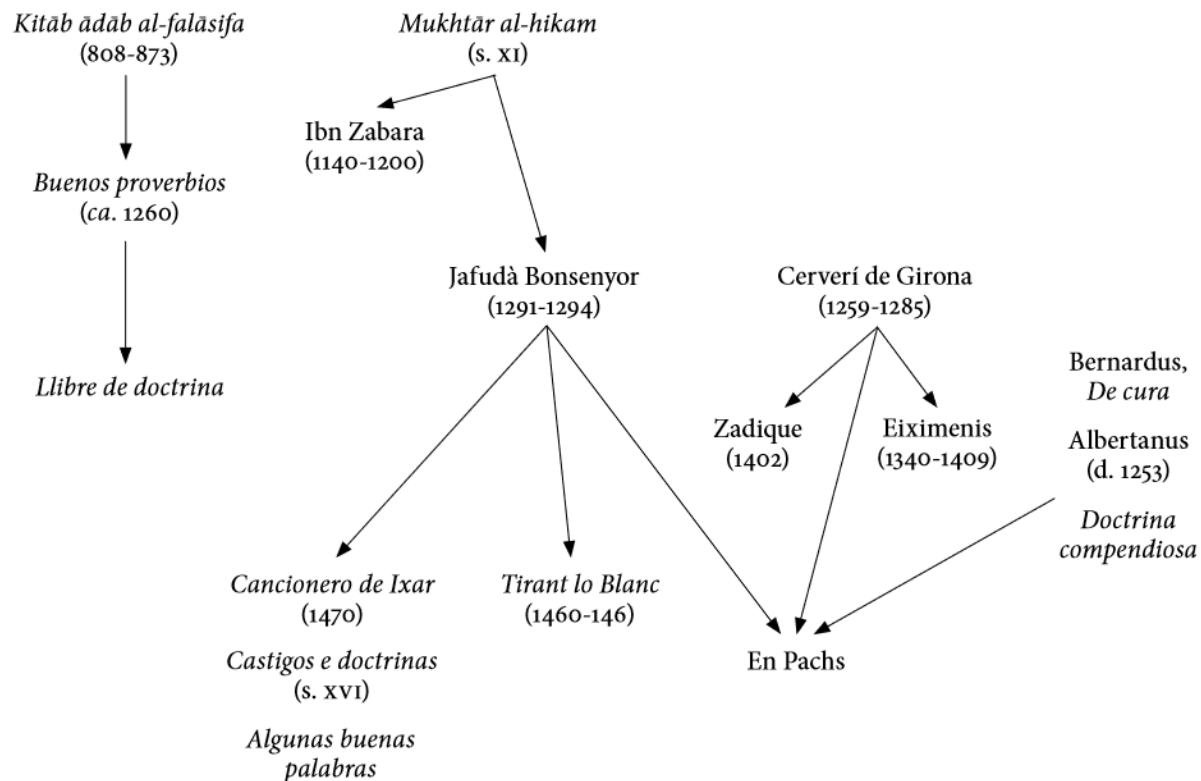 Kitāb ādāb al-falāsifa
(808-873)
Mukhtār al-hikam
(s. XI)
Ibn Zabara
(1140-1200)
Buenos proverbios
(ca. 1260)
Jafudà Bonsenyor
(1291-1294)
Cerverí de Girona
(1259-1285)
Llibre de doctrina
Bernardus,
De cura
Zadique
(1402)
Eiximenis
(1340-1409)
Albertanus
(d. 1253)
Doctrina
compendiosa
Cancionero de Ixar
(1470)
Tirant lo Blanc
(1460-146)
Castigos e doctrinas
(s. XVI)
En Pachs
Algunas buenas
palabras